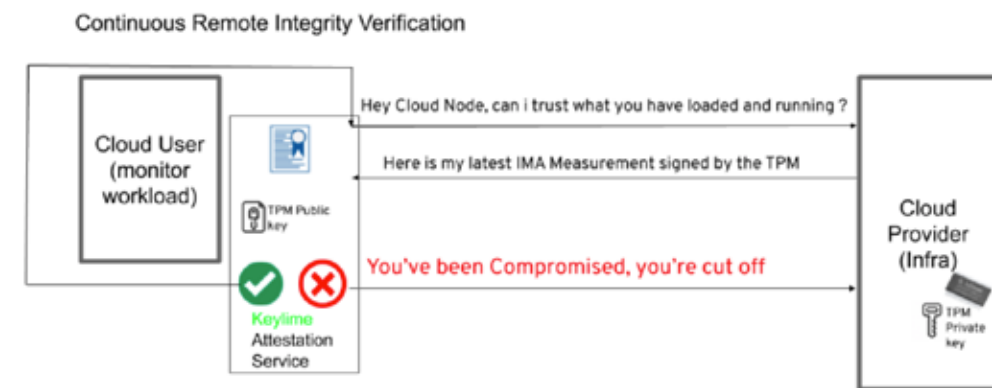 Continuous Remote Integrity Verification
Cloud User
(monitor
workload)
Hey Cloud Node, can i trust what you have loaded and running ?
Here is my latest IMA Measurement signed by the TPM
TPM Public
key
You've been Compromised, you're cut off
Keylime
Attestation
Service
Cloud
Provider
(Infra)
TPM
Private
key